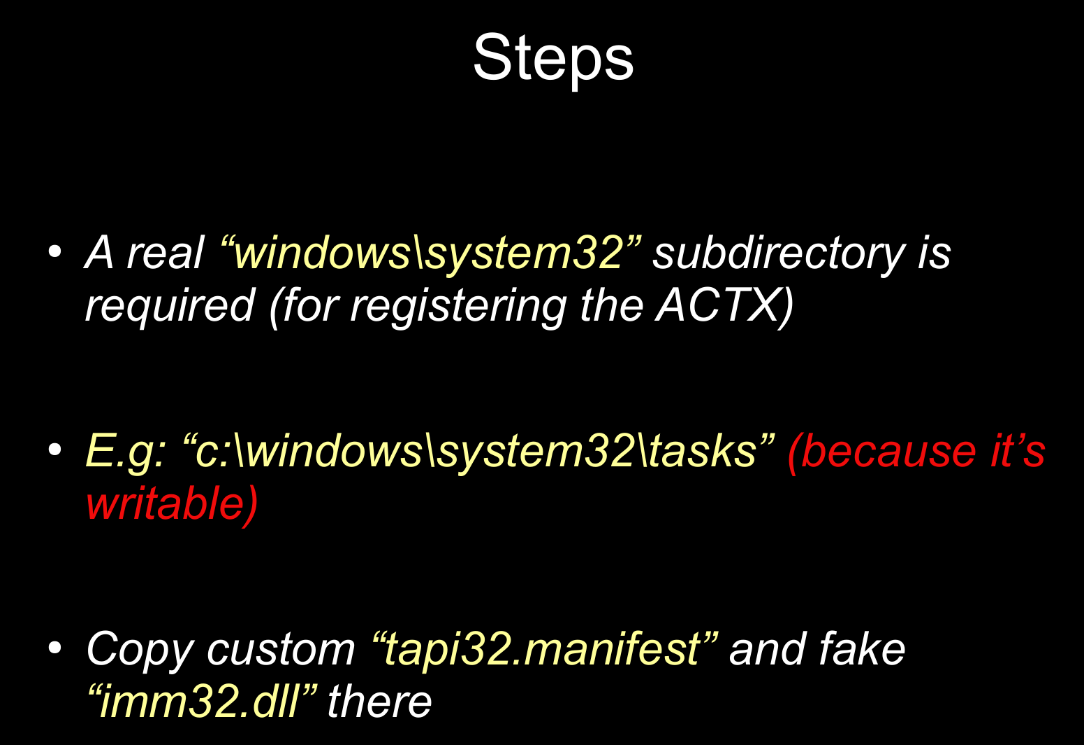 Steps
• A real “windows\system32” subdirectory is
required (for registering the ACTX)
• E.g: “c:\windows\system32\tasks” (because it’s
writable)
• Copy custom “tapi32.manifest” and fake
“imm32.dll” there